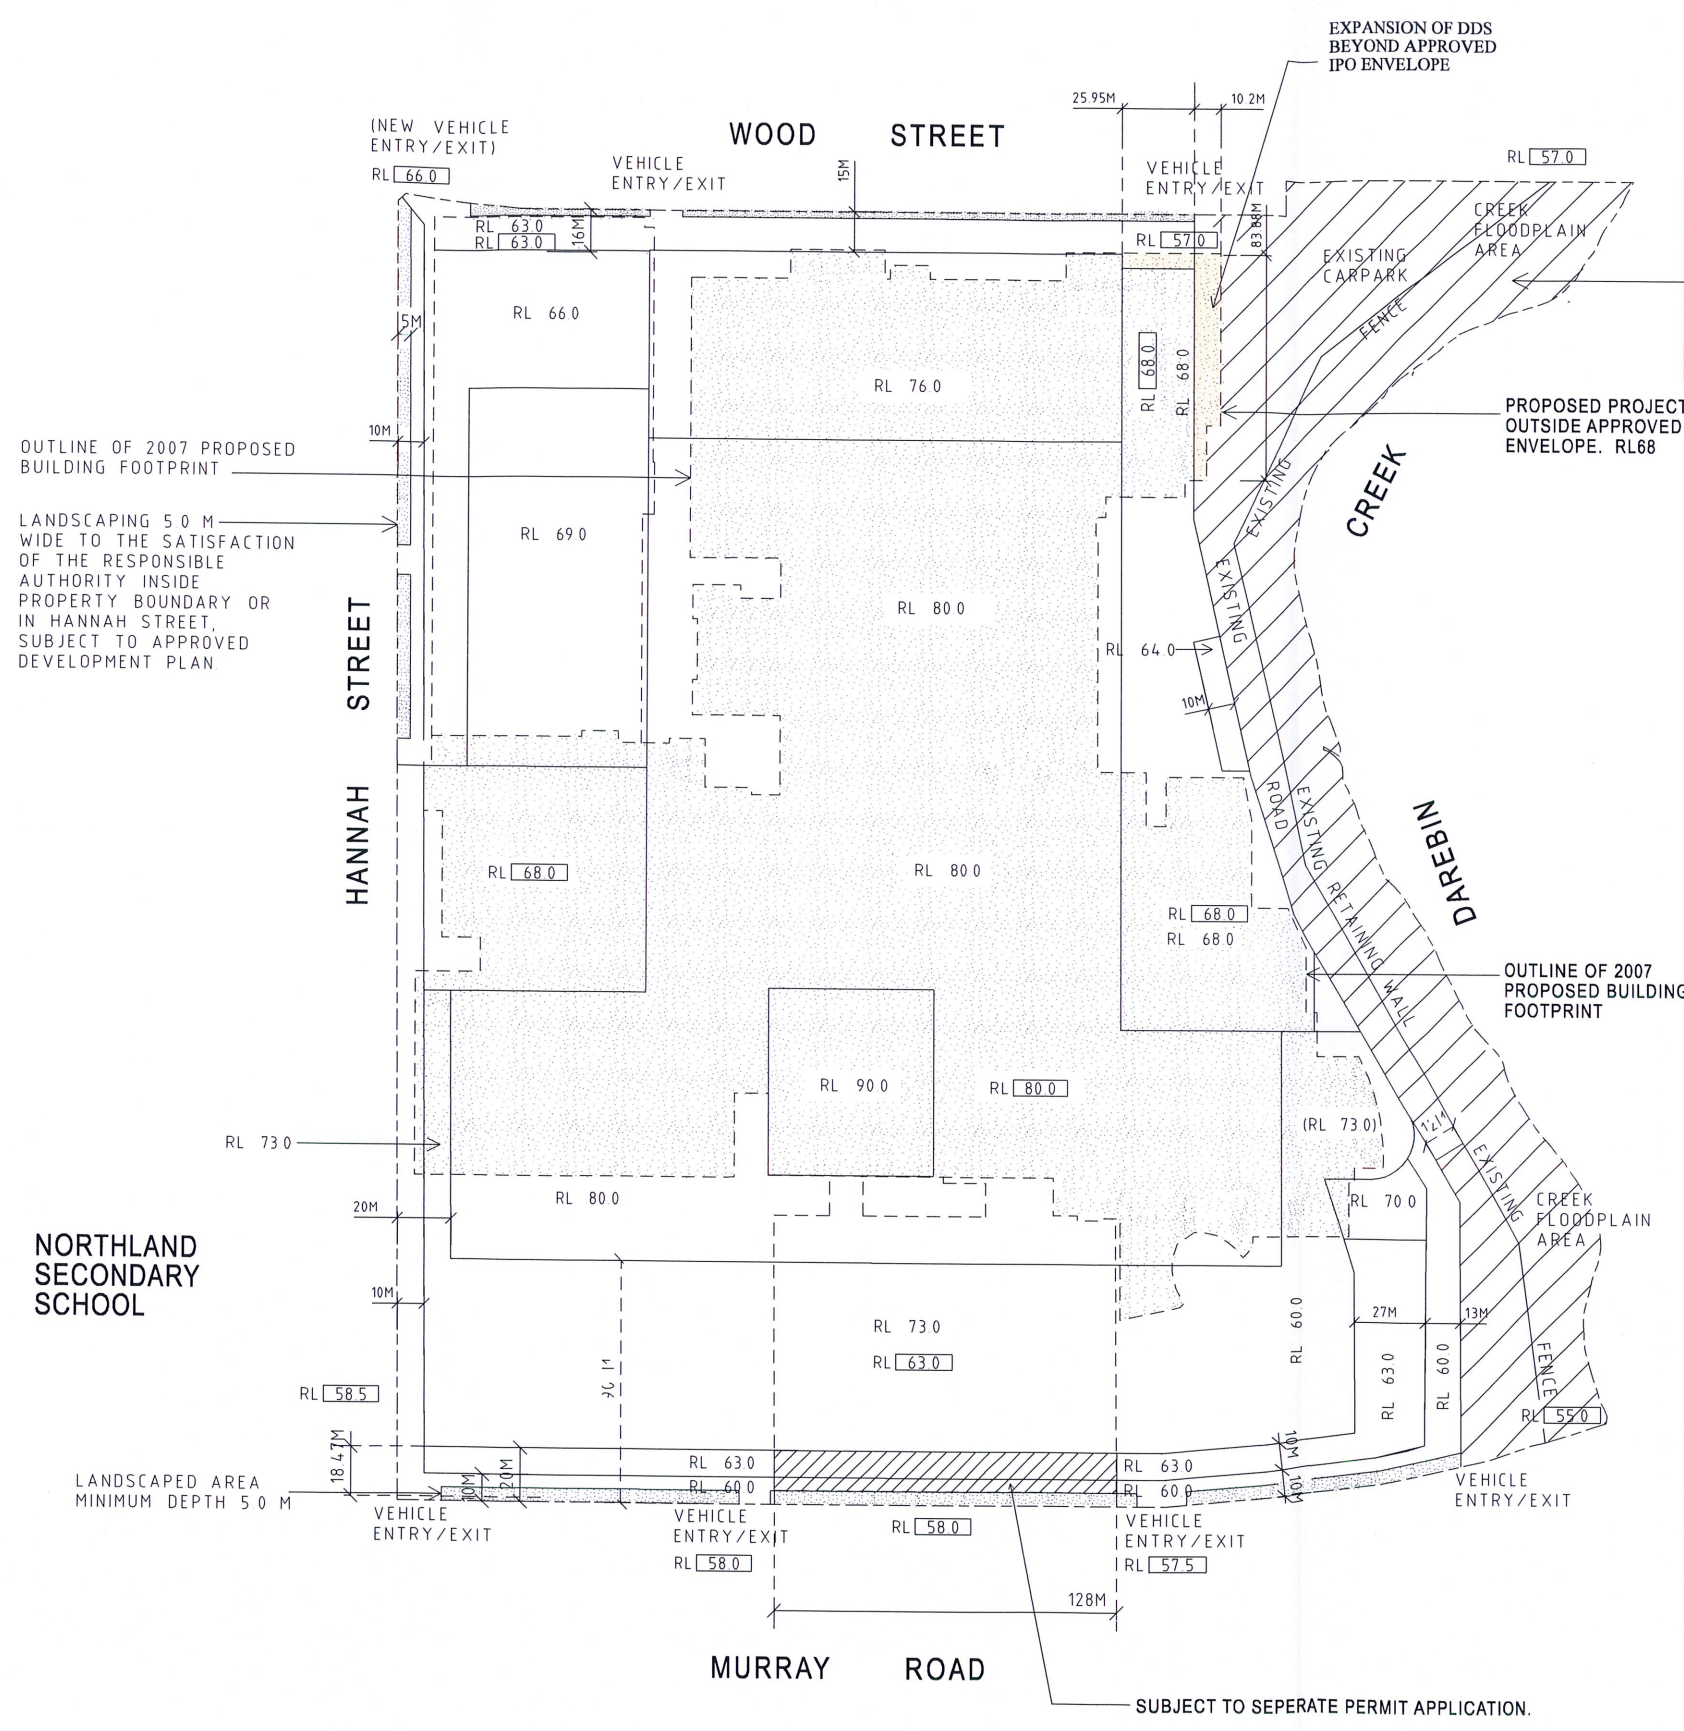 EXPANSION OF DDS
BEYOND APPROVED
IPO ENVELOPE
25.95M
10.2M
(NEW VEHICLE
ENTRY/EXIT)
RL 66.0
WOOD STREET
VEHICLE
ENTRY/EXIT
15M
VEHICLE
ENTRY/EXIT
RL 57.0
RL 63.0
RL 63.0
16M
RL 57.0
83.88M
CREEK
FLOODPLAIN
AREA
EXISTING
CARPARK
FENCE
5M
RL 66.0
RL 76.0
RL 68.0
RL 68.0
10M
PROPOSED PROJECT
OUTSIDE APPROVED
ENVELOPE. RL68
OUTLINE OF 2007 PROPOSED
BUILDING FOOTPRINT
CREEK
EXISTING
LANDSCAPING 5.0 M
WIDE TO THE SATISFACTION
OF THE RESPONSIBLE
AUTHORITY INSIDE
PROPERTY BOUNDARY OR
IN HANNAH STREET,
SUBJECT TO APPROVED
DEVELOPMENT PLAN.
RL 69.0
RL 80.0
EXISTING
RL 64.0
10M
HANNAH STREET
ROAD
EXISTING RETAINING WALL
DAREBIN
RL 68.0
RL 80.0
RL 68.0
RL 68.0
OUTLINE OF 2007
PROPOSED BUILDING
FOOTPRINT
RL 90.0
RL 80.0
(RL 73.0)
RL 73.0
EXISTING
RL 80.0
RL 70.0
CREEK
FLOODPLAIN
AREA
20M
NORTHLAND
SECONDARY
SCHOOL
10M
RL 73.0
RL 63.0
RL 60.0
27M
13M
RL 63.0
RL 60.0
FENCE
RL 58.5
RL 55.0
18.47M
10M
20M
RL 63.0
RL 60.0
RL 63.0
RL 60.0
10M
10M
LANDSCAPED AREA
MINIMUM DEPTH 5.0 M
VEHICLE
ENTRY/EXIT
VEHICLE
ENTRY/EXIT
RL 58.0
RL 58.0
VEHICLE
ENTRY/EXIT
RL 57.5
VEHICLE
ENTRY/EXIT
128M
MURRAY ROAD
SUBJECT TO SEPERATE PERMIT APPLICATION.